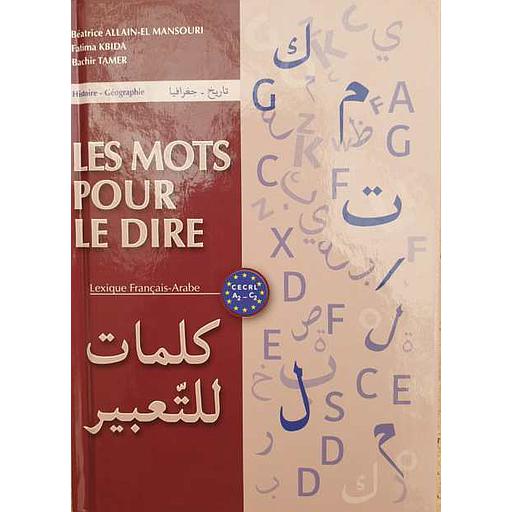 Béatrice ALLAIN-EL MANSOURI
Fatima KBIDA
Bachir TAMER
Histoire - Géographie
تاريخ - جغرافيا
LES MOTS
POUR
LE DIRE
Lexique Français-Arabe
CECRL
A2 - C2
كلمات
للتّعبير